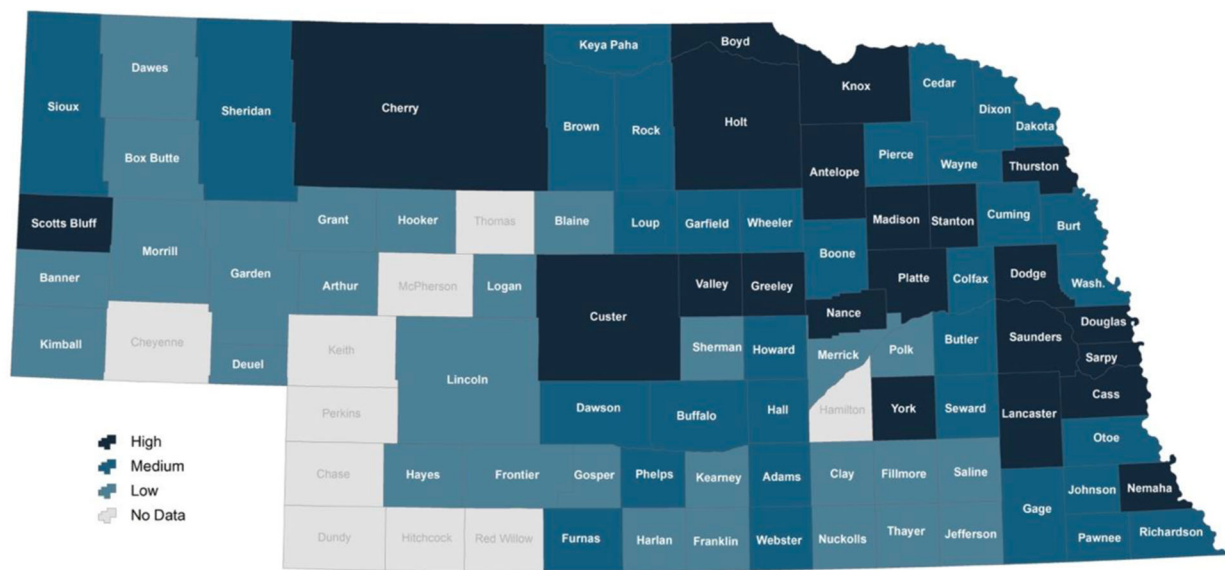 Keya Paha
Boyd
Knox
Cedar
Dawes
Sioux
Sheridan
Cherry
Brown
Rock
Holt
Dixon
Dakota
Box Butte
Antelope
Pierce
Wayne
Thurston
Scotts Bluff
Grant
Hooker
Thomas
Blaine
Loup
Garfield
Wheeler
Madison
Stanton
Cuming
Burt
Morrill
Boone
Banner
Garden
Arthur
McPherson
Logan
Valley
Greeley
Platte
Colfax
Dodge
Wash.
Custer
Nance
Douglas
Kimball
Cheyenne
Deuel
Keith
Sherman
Howard
Merrick
Polk
Butler
Saunders
Sarpy
Lincoln
Cass
Perkins
Dawson
Buffalo
Hall
Hamilton
York
Seward
Lancaster
Otoe
High
Medium
Low
No Data
Chase
Hayes
Frontier
Gosper
Phelps
Kearney
Adams
Clay
Fillmore
Saline
Gage
Johnson
Nemaha
Dundy
Hitchcock
Red Willow
Furnas
Harlan
Franklin
Webster
Nuckolls
Thayer
Jefferson
Pawnee
Richardson